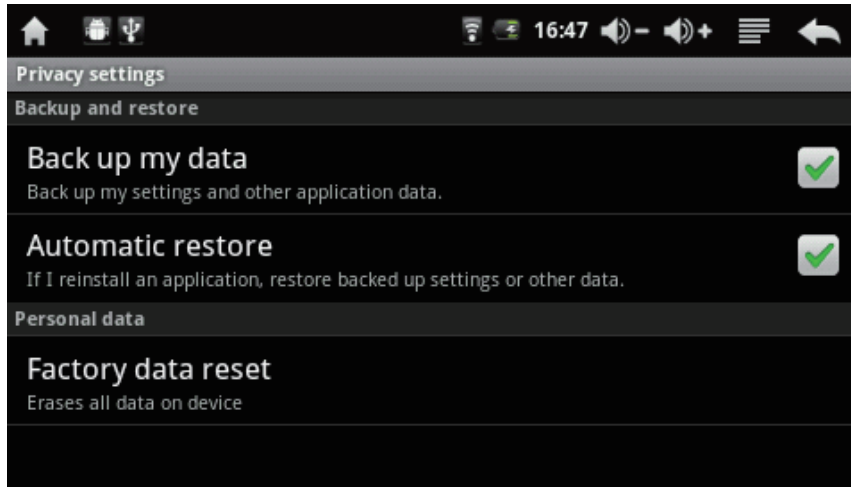 16:47
Privacy settings
Backup and restore
Back up my data
Back up my settings and other application data.
Automatic restore
If I reinstall an application, restore backed up settings or other data.
Personal data
Factory data reset
Erases all data on device